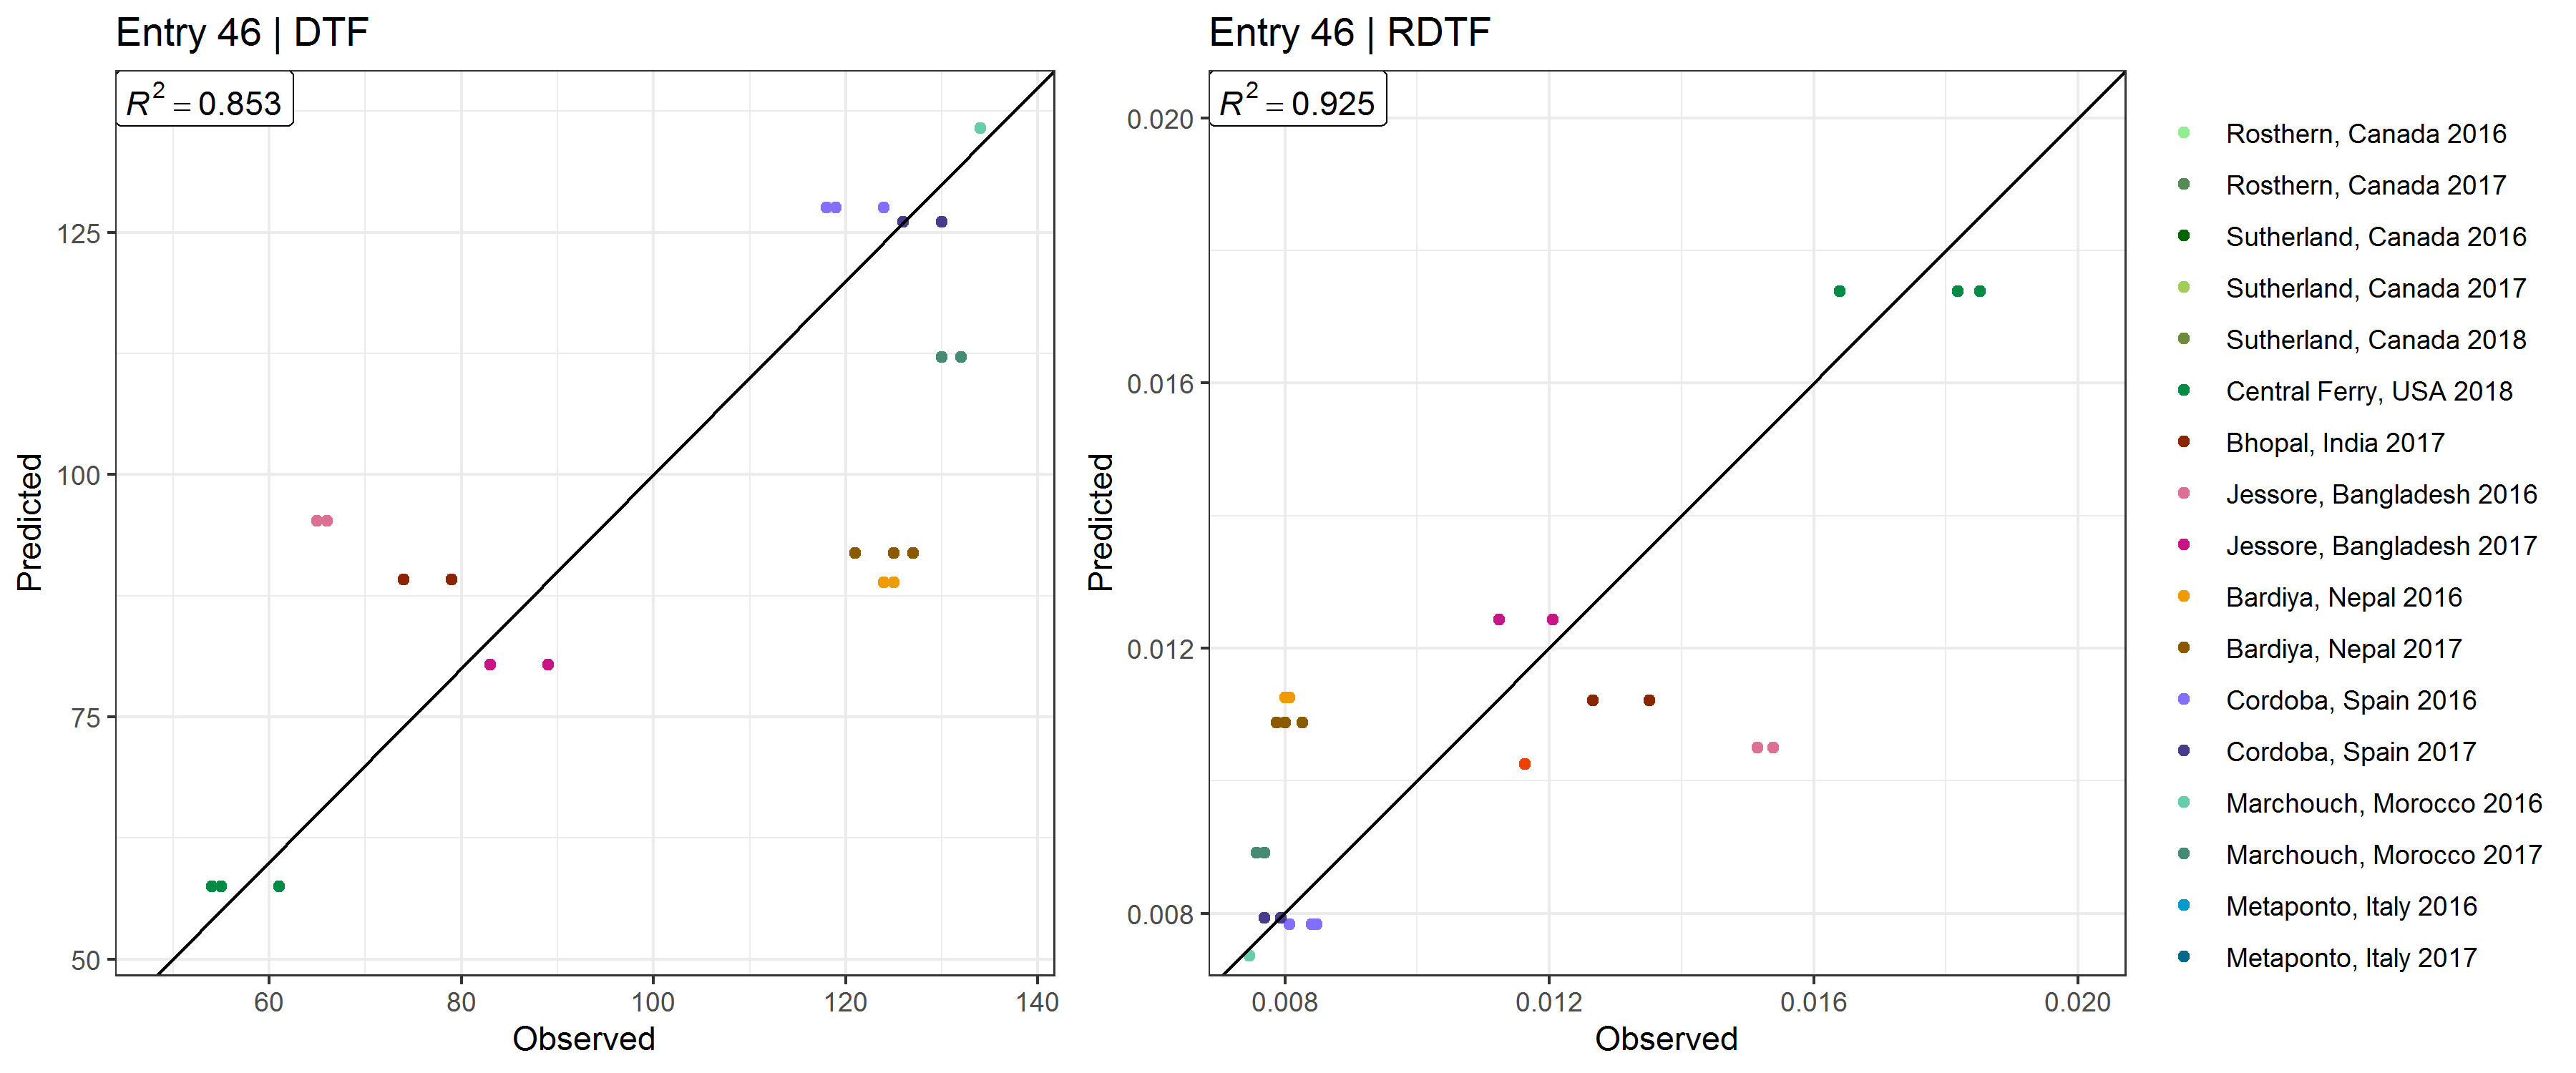 Entry 46 | DTF
R² = 0.853
125
100
75
50
Predicted
60 80 100 120 140
Observed
Entry 46 | RDTF
R² = 0.925
0.020
0.016
0.012
0.008
Predicted
0.008 0.012 0.016 0.020
Observed
Rosthern, Canada 2016
Rosthern, Canada 2017
Sutherland, Canada 2016
Sutherland, Canada 2017
Sutherland, Canada 2018
Central Ferry, USA 2018
Bhopal, India 2017
Jessore, Bangladesh 2016
Jessore, Bangladesh 2017
Bardiya, Nepal 2016
Bardiya, Nepal 2017
Cordoba, Spain 2016
Cordoba, Spain 2017
Marchouch, Morocco 2016
Marchouch, Morocco 2017
Metaponto, Italy 2016
Metaponto, Italy 2017